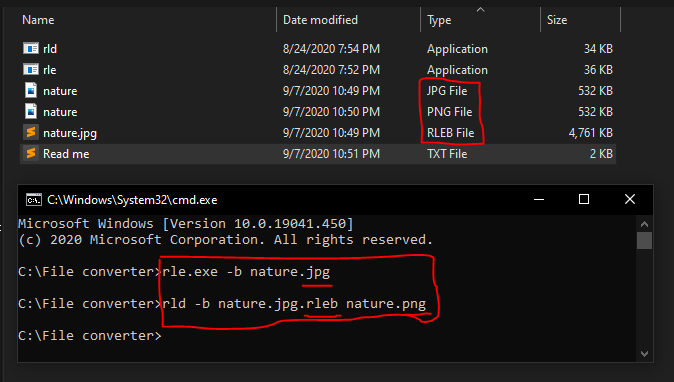 Name Date modified Type Size
rld 8/24/2020 7:54 PM Application 34 KB
rle 8/24/2020 7:52 PM Application 36 KB
nature 9/7/2020 10:49 PM JPG File 532 KB
nature 9/7/2020 10:50 PM PNG File 532 KB
nature.jpg 9/7/2020 10:49 PM RLEB File 4,761 KB
Read me 9/7/2020 10:51 PM TXT File 2 KB
C:\Windows\System32\cmd.exe
Microsoft Windows [Version 10.0.19041.450]
(c) 2020 Microsoft Corporation. All rights reserved.
C:\File converter>rle.exe -b nature.jpg
C:\File converter>rld -b nature.jpg.rleb nature.png
C:\File converter>